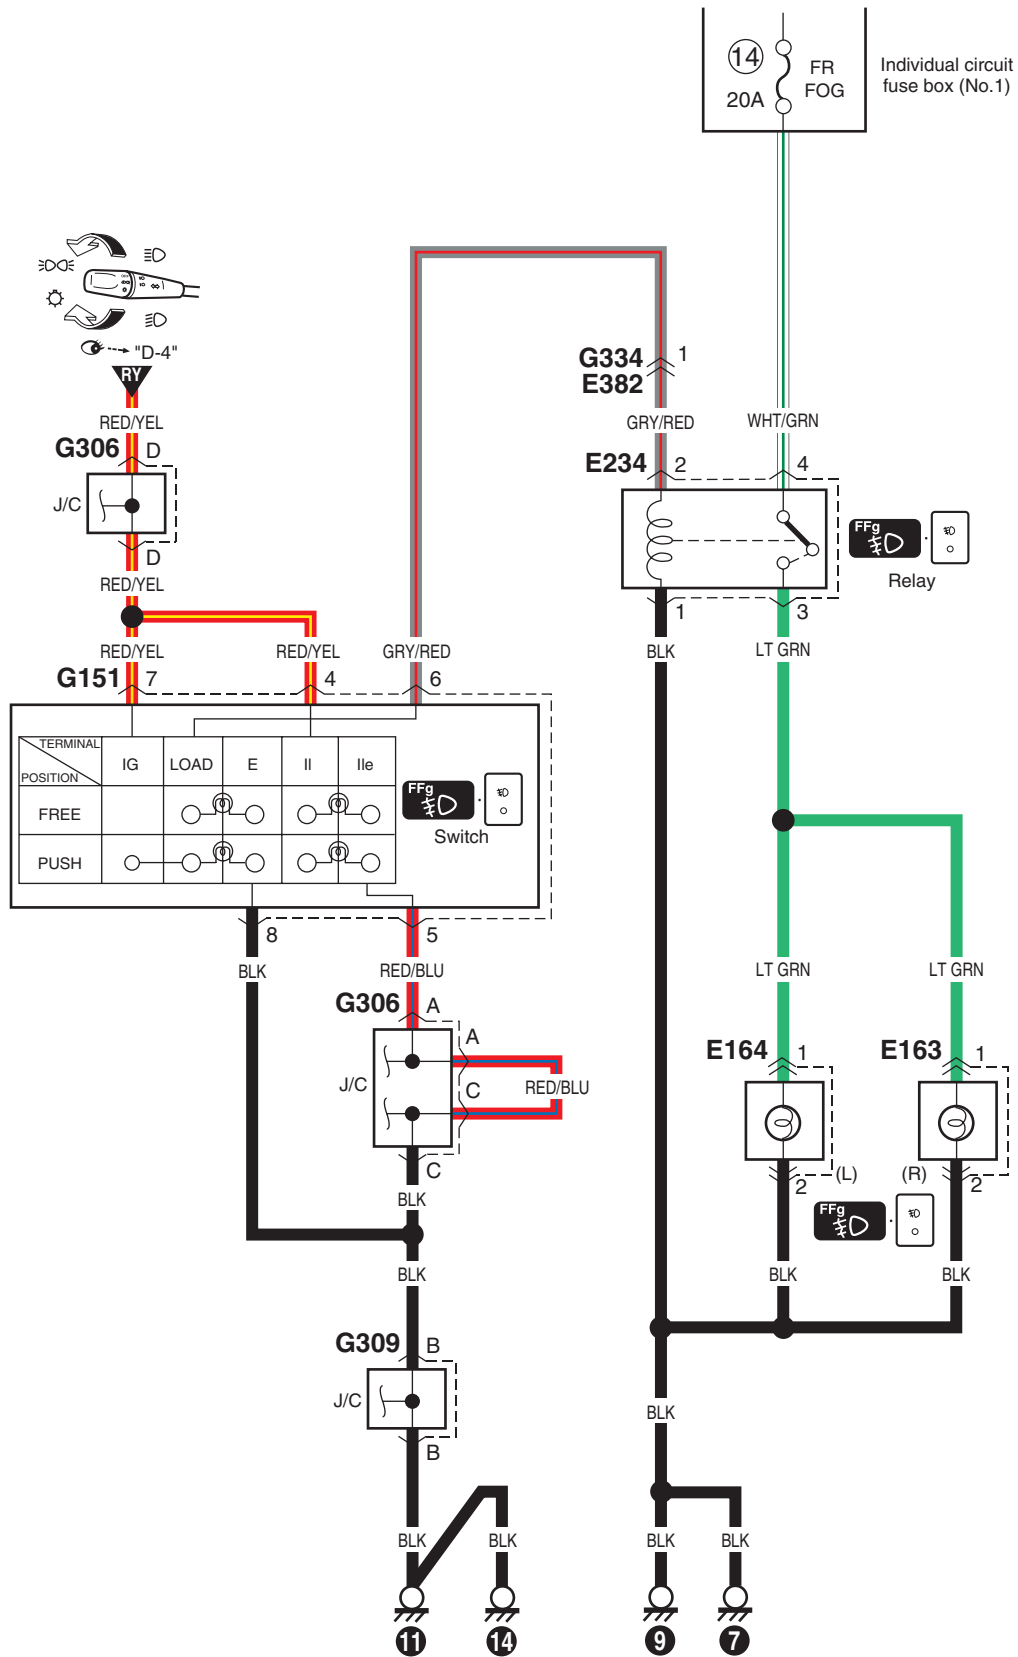 14
20A
FR
FOG
Individual circuit
fuse box (No.1)
"D-4"
RY
RED/YEL
G306 D
J/C
D
RED/YEL
RED/YEL
RED/YEL
GRY/RED
G151 7
4
6
G334 1
E382
GRY/RED
WHT/GRN
E234 2
4
FFg
Relay
1
3
BLK
LT GRN
TERMINAL
POSITION
IG
LOAD
E
II
IIe
FREE
PUSH
FFg
Switch
8
5
BLK
RED/BLU
G306 A
A
J/C
C
RED/BLU
C
BLK
BLK
G309 B
J/C
B
BLK
BLK
11
14
LT GRN
LT GRN
E164 1
E163 1
2
(L)
(R)
2
FFg
BLK
BLK
BLK
BLK
BLK
9
7